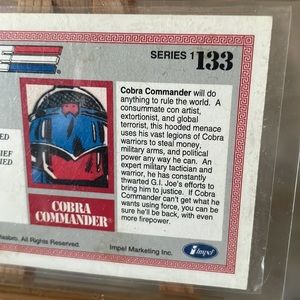 SERIES 1 133
Cobra Commander will do
anything to rule the world. A
consummate con artist,
extortionist, and global
terrorist, this hooded menace
uses his vast legions of Cobra
warriors to steal money,
military arms, and political
power any way he can. An
expert military tactician and
warrior, he has constantly
thwarted G.I. Joe's efforts to
bring him to justice. If Cobra
Commander can't get what he
wants using force, you can be
sure he'll be back, with even
more firepower.
COBRA
COMMANDER®
Hasbro. All Rights Reserved.
Impel Marketing Inc.
Impel